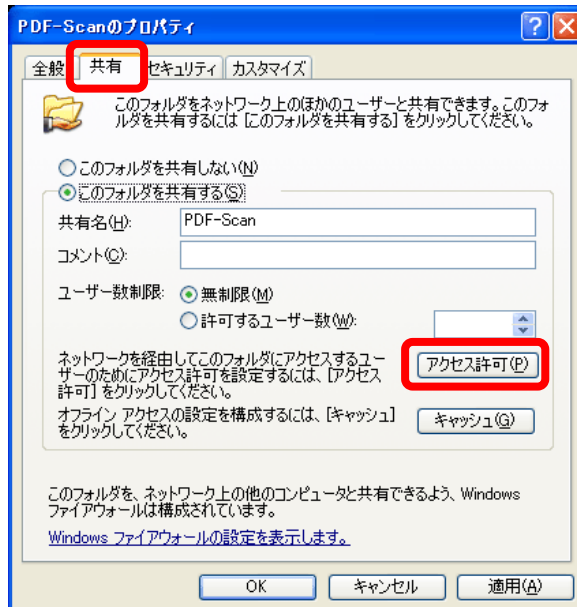 PDF-Scanのプロパティ
全般 共有 セキュリティ カスタマイズ
このフォルダをネットワーク上のほかのユーザーと共有できます。このフォ
ルダを共有するには [このフォルダを共有する] をクリックしてください。
このフォルダを共有しない(N)
このフォルダを共有する(S)
共有名(H): PDF-Scan
コメント(C):
ユーザー数制限: 無制限(M)
許可するユーザー数(W):
ネットワークを経由してこのフォルダにアクセスするユー
ザーのためにアクセス許可を設定するには、[アクセス
許可] をクリックしてください。
アクセス許可(P)
オフライン アクセスの設定を構成するには、[キャッシュ]
をクリックしてください。
キャッシュ(G)
このフォルダを、ネットワーク上の他のコンピュータと共有できるよう、Windows
ファイアウォールは構成されています。
Windows ファイアウォールの設定を表示します。
OK キャンセル 適用(A)